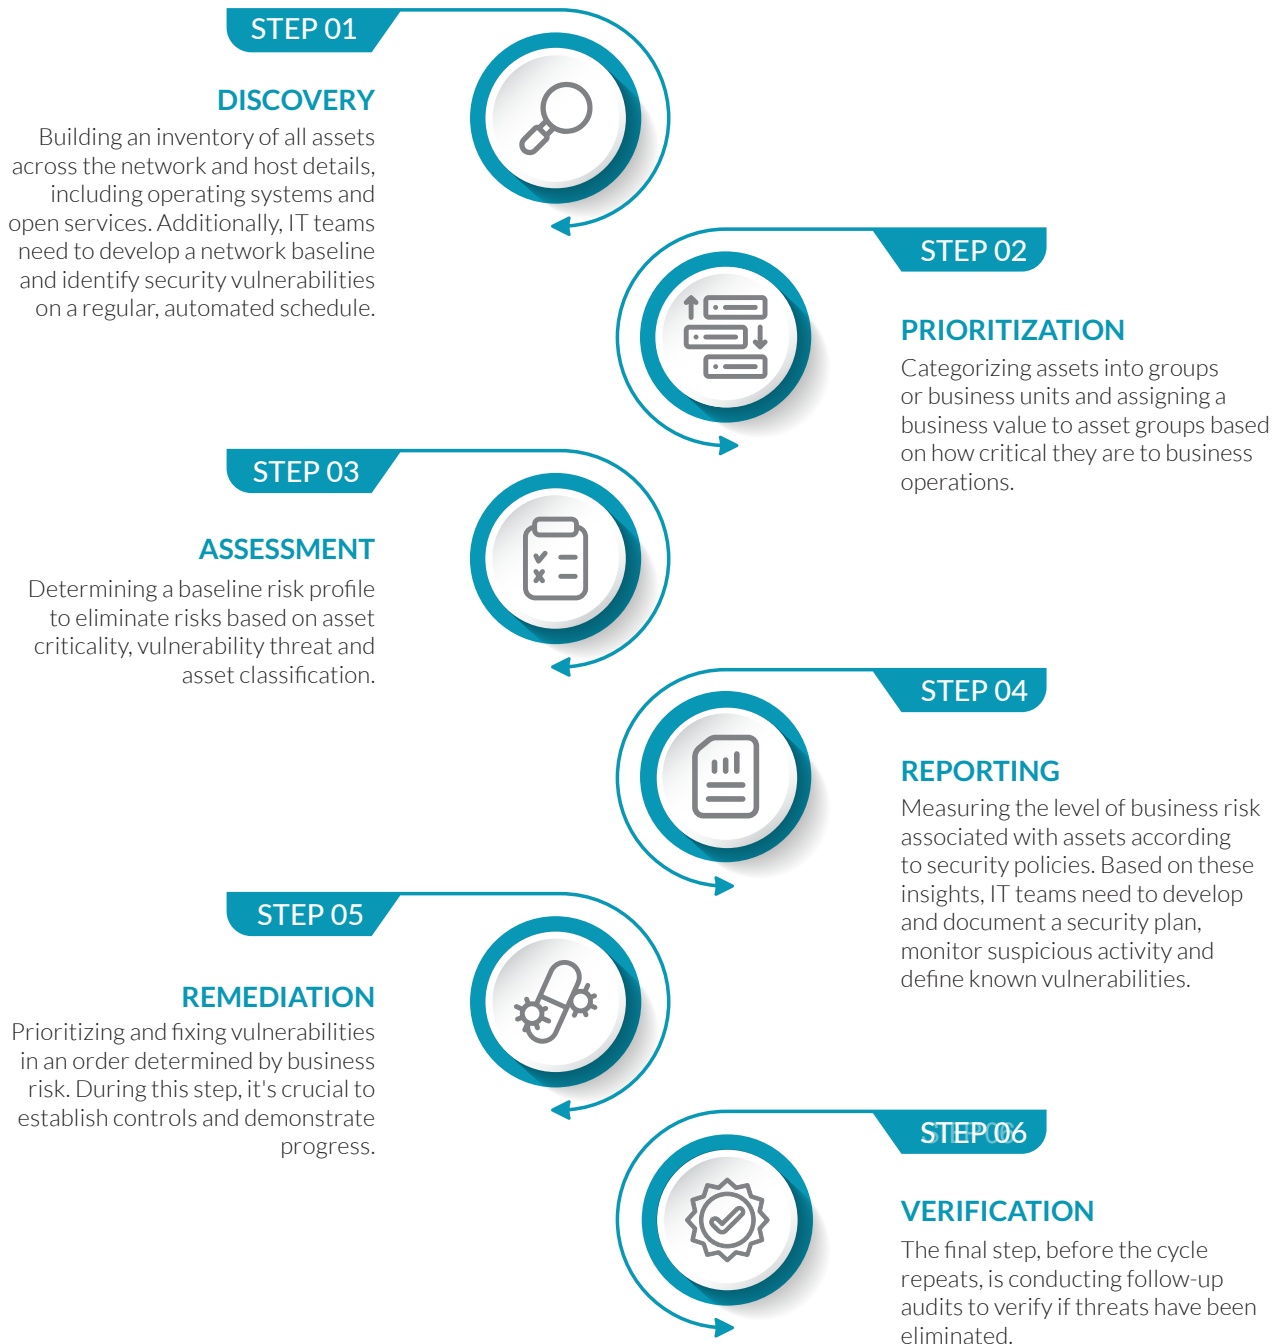 STEP 01
DISCOVERY
Building an inventory of all assets
across the network and host details,
including operating systems and
open services. Additionally, IT teams
need to develop a network baseline
and identify security vulnerabilities
on a regular, automated schedule.
STEP 02
PRIORITIZATION
Categorizing assets into groups
or business units and assigning a
business value to asset groups based
on how critical they are to business
operations.
STEP 03
ASSESSMENT
Determining a baseline risk profile
to eliminate risks based on asset
criticality, vulnerability threat and
asset classification.
STEP 04
REPORTING
Measuring the level of business risk
associated with assets according
to security policies. Based on these
insights, IT teams need to develop
and document a security plan,
monitor suspicious activity and
define known vulnerabilities.
STEP 05
REMEDIATION
Prioritizing and fixing vulnerabilities
in an order determined by business
risk. During this step, it's crucial to
establish controls and demonstrate
progress.
STEP 06
VERIFICATION
The final step, before the cycle
repeats, is conducting follow-up
audits to verify if threats have been
eliminated.